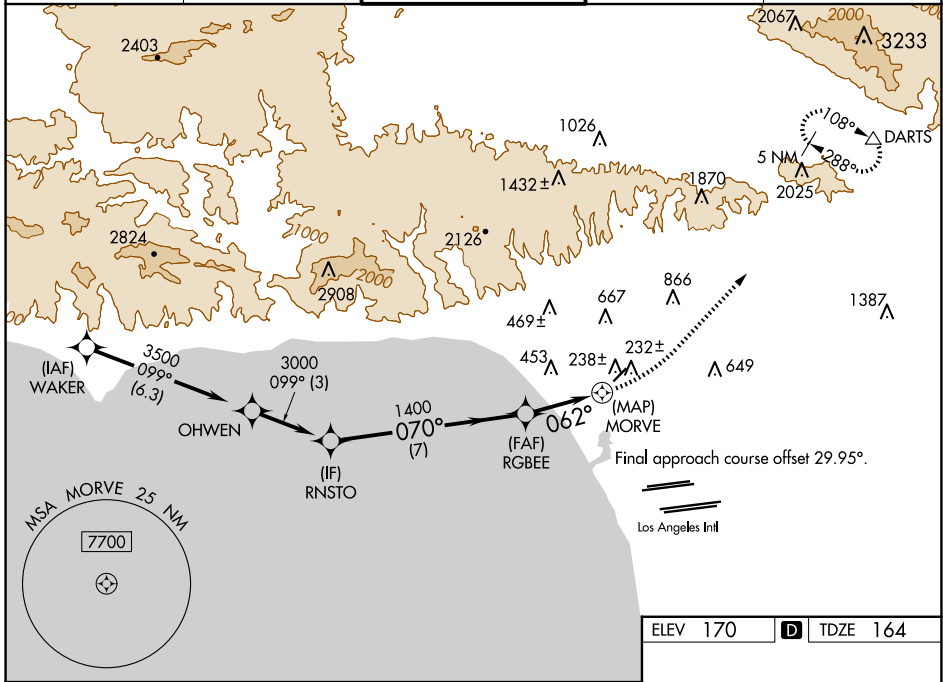 2403
2067
2000
3233
108°
DARTS
1026
5 NM
288°
1432 ±
1870
2025
1000
2824
2126
2908
2000
866
667
469 ±
1387
453
238 ±
232 ±
649
3500
099°
(6.3)
(IAF)
WAKER
3000
099° (3)
OHWEN
1400
070°
(7)
062°
(MAP)
MORVE
(IF)
RNSTO
(FAF)
RGBEE
Final approach course offset 29.95°.
MSA MORVE 25 NM
7700
Los Angeles Intl
ELEV 170 D TDZE 164